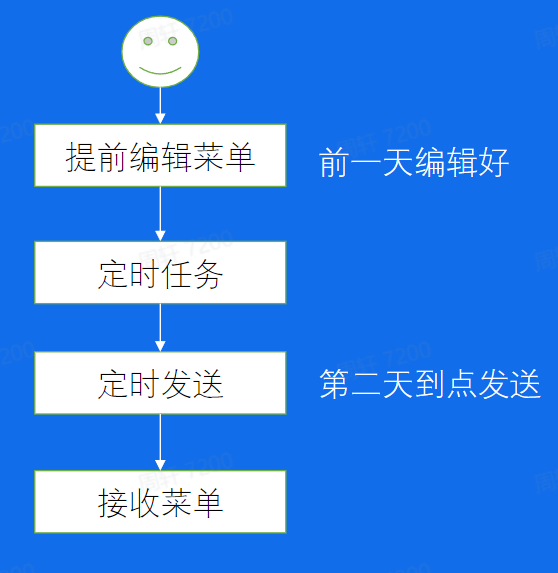 提前编辑菜单
前一天编辑好
定时任务
定时发送
第二天到点发送
接收菜单